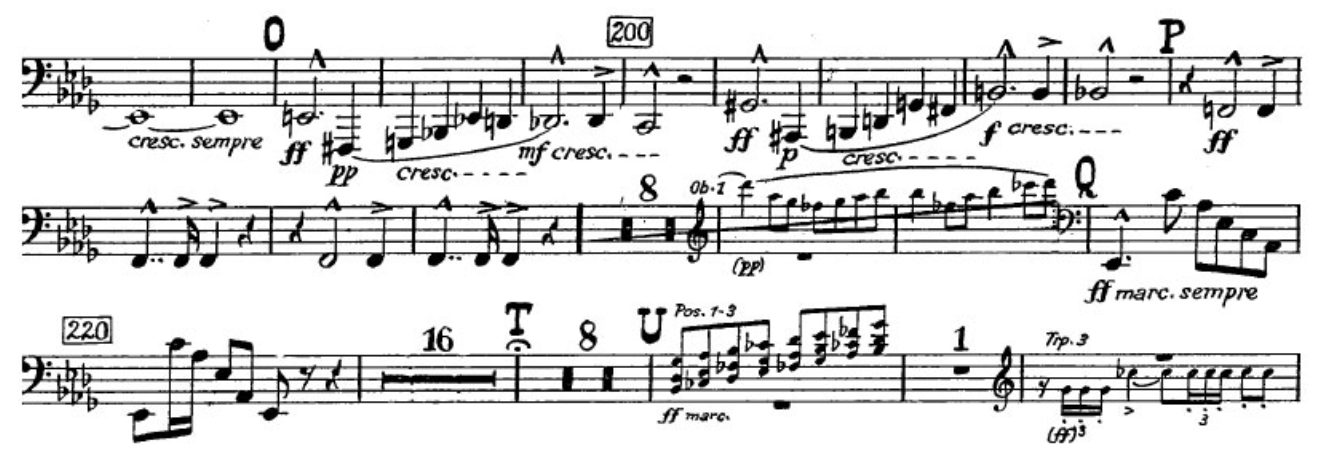 O 200 P
cresc. sempre ff pp cresc. mf cresc. ff p cresc. f cresc. ff
8 Ob.1 Q
(pp) ff marc. sempre
220 16 T 8 U Pos. 1-3 1 Trp. 3
ff marc. (ff) 3 3